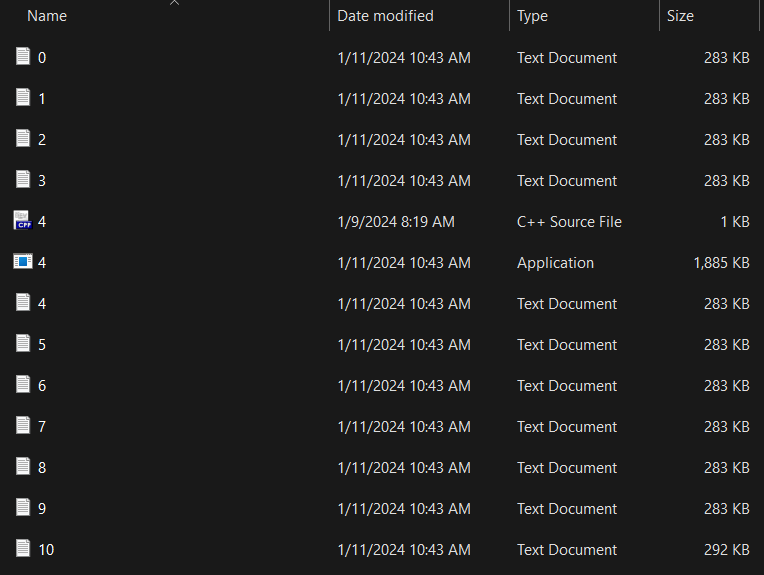 Name Date modified Type Size
0 1/11/2024 10:43 AM Text Document 283 KB
1 1/11/2024 10:43 AM Text Document 283 KB
2 1/11/2024 10:43 AM Text Document 283 KB
3 1/11/2024 10:43 AM Text Document 283 KB
CPP 4 1/9/2024 8:19 AM C++ Source File 1 KB
4 1/11/2024 10:43 AM Application 1,885 KB
4 1/11/2024 10:43 AM Text Document 283 KB
5 1/11/2024 10:43 AM Text Document 283 KB
6 1/11/2024 10:43 AM Text Document 283 KB
7 1/11/2024 10:43 AM Text Document 283 KB
8 1/11/2024 10:43 AM Text Document 283 KB
9 1/11/2024 10:43 AM Text Document 283 KB
10 1/11/2024 10:43 AM Text Document 292 KB